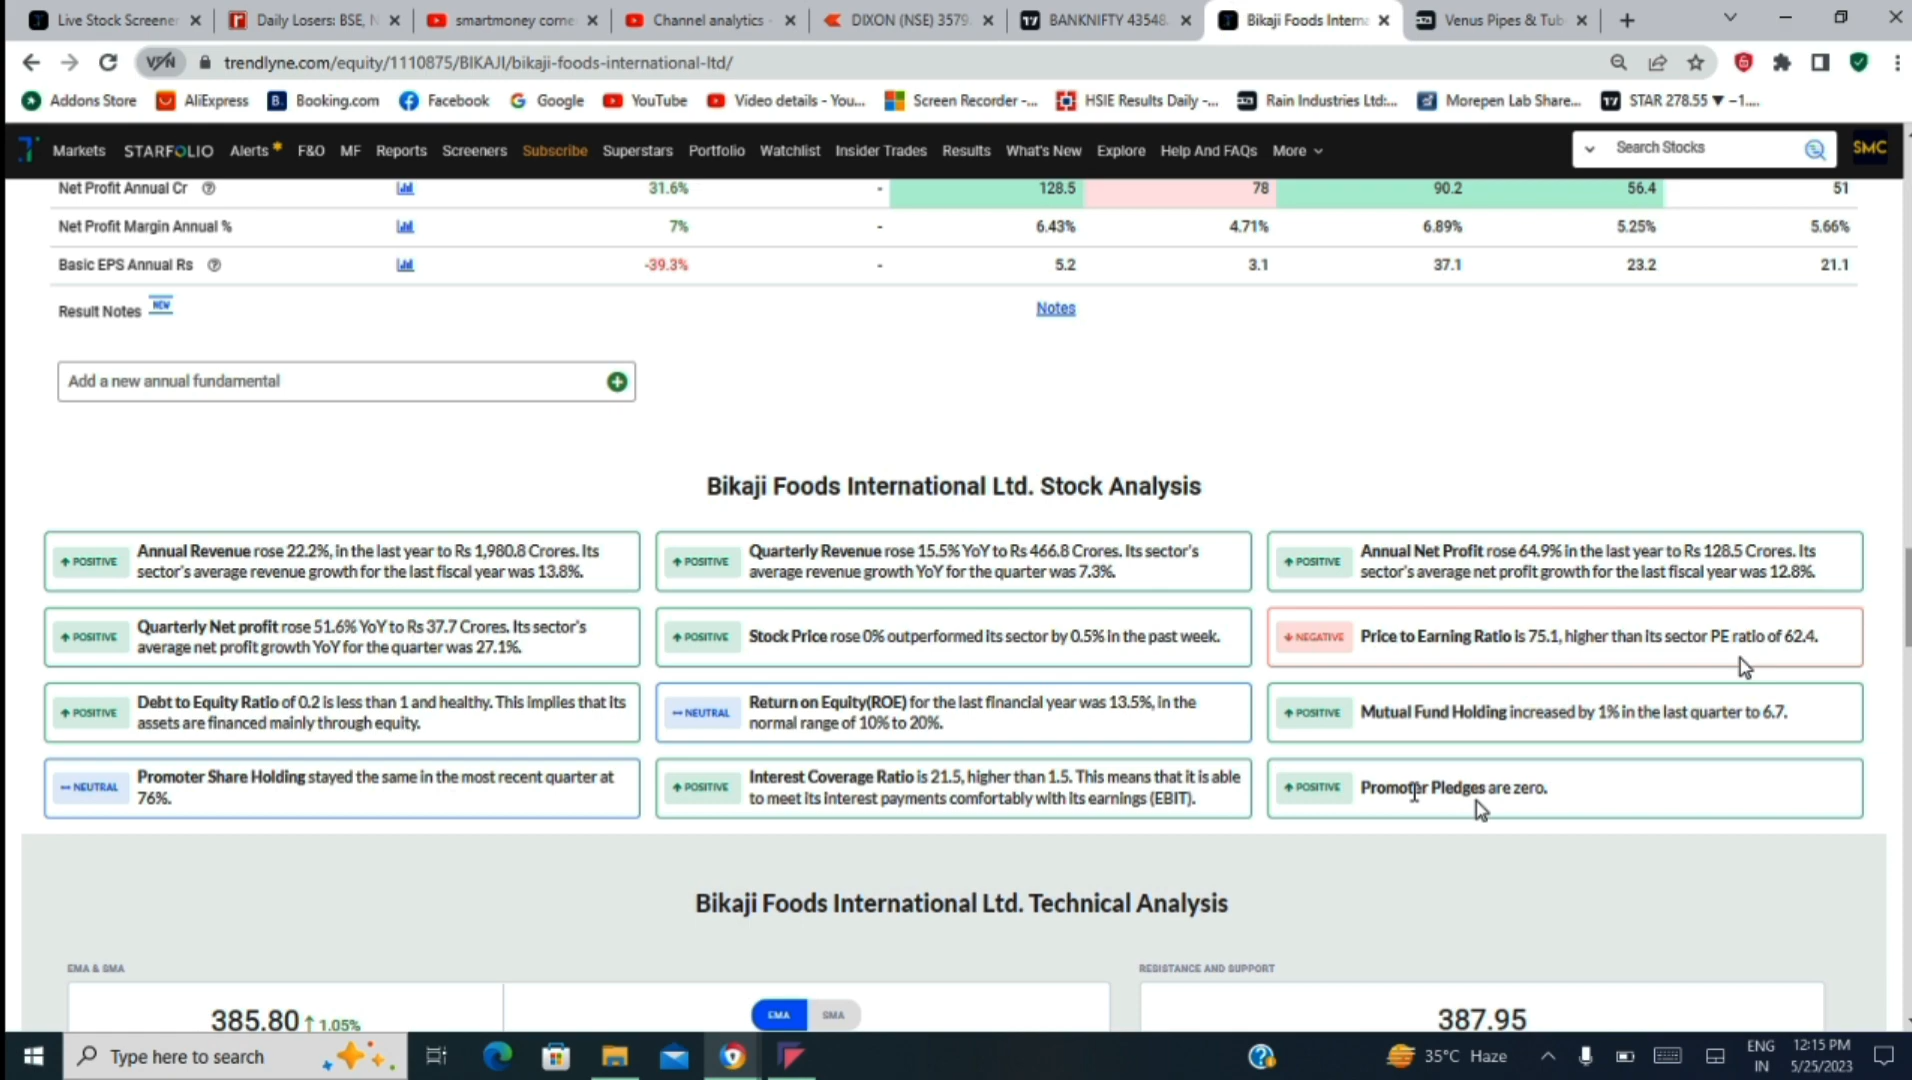 Live Stock Screener
Daily Losers: BSE, N
smartmoney corne
Channel analytics -
DIXON (NSE) 3579.
BANKNIFTY 43548.
Bikaji Foods Interna
Venus Pipes & Tub
VPN
trendlyne.com/equity/1110875/BIKAJI/bikaji-foods-international-ltd/
Addons Store AliExpress Booking.com Facebook Google YouTube Video details - You... Screen Recorder -... HSIE Results Daily -... Rain Industries Ltd:... Morepen Lab Share... STAR 278.55 ▼ −1....
Markets STARFOLIO Alerts F&O MF Reports Screeners Subscribe Superstars Portfolio Watchlist Insider Trades Results What's New Explore Help And FAQs More Search Stocks SMC
Net Profit Annual Cr 31.6% - 128.5 78 90.2 56.4 51
Net Profit Margin Annual % 7% - 6.43% 4.71% 6.89% 5.25% 5.66%
Basic EPS Annual Rs -39.3% - 5.2 3.1 37.1 23.2 21.1
Result Notes NEW Notes
Add a new annual fundamental
Bikaji Foods International Ltd. Stock Analysis
POSITIVE
Annual Revenue rose 22.2%, in the last year to Rs 1,980.8 Crores. Its
sector's average revenue growth for the last fiscal year was 13.8%.
POSITIVE
Quarterly Revenue rose 15.5% YoY to Rs 466.8 Crores. Its sector's
average revenue growth YoY for the quarter was 7.3%.
POSITIVE
Annual Net Profit rose 64.9% in the last year to Rs 128.5 Crores. Its
sector's average net profit growth for the last fiscal year was 12.8%.
POSITIVE
Quarterly Net profit rose 51.6% YoY to Rs 37.7 Crores. Its sector's
average net profit growth YoY for the quarter was 27.1%.
POSITIVE
Stock Price rose 0% outperformed its sector by 0.5% in the past week.
NEGATIVE
Price to Earning Ratio is 75.1, higher than its sector PE ratio of 62.4.
POSITIVE
Debt to Equity Ratio of 0.2 is less than 1 and healthy. This implies that its
assets are financed mainly through equity.
NEUTRAL
Return on Equity(ROE) for the last financial year was 13.5%, in the
normal range of 10% to 20%.
POSITIVE
Mutual Fund Holding increased by 1% in the last quarter to 6.7.
NEUTRAL
Promoter Share Holding stayed the same in the most recent quarter at
76%.
POSITIVE
Interest Coverage Ratio is 21.5, higher than 1.5. This means that it is able
to meet its interest payments comfortably with its earnings (EBIT).
POSITIVE
Promoter Pledges are zero.
Bikaji Foods International Ltd. Technical Analysis
EMA & SMA
RESISTANCE AND SUPPORT
385.80 ↑ 1.05%
EMA SMA
387.95
Type here to search
35°C Haze
ENG
IN
12:15 PM
5/25/2023